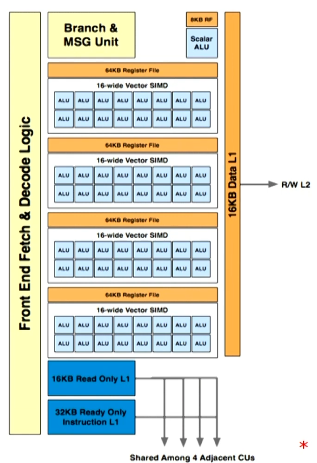 Front End Fetch & Decode Logic
Branch &
MSG Unit
8KB RF
Scalar
ALU
64KB Register File
16-wide Vector SIMD
ALU ALU ALU ALU ALU ALU ALU ALU
ALU ALU ALU ALU ALU ALU ALU ALU
64KB Register File
16-wide Vector SIMD
ALU ALU ALU ALU ALU ALU ALU ALU
ALU ALU ALU ALU ALU ALU ALU ALU
64KB Register File
16-wide Vector SIMD
ALU ALU ALU ALU ALU ALU ALU ALU
ALU ALU ALU ALU ALU ALU ALU ALU
64KB Register File
16-wide Vector SIMD
ALU ALU ALU ALU ALU ALU ALU ALU
ALU ALU ALU ALU ALU ALU ALU ALU
16KB Data L1
R/W L2
16KB Read Only L1
32KB Ready Only
Instruction L1
*
Shared Among 4 Adjacent CUs